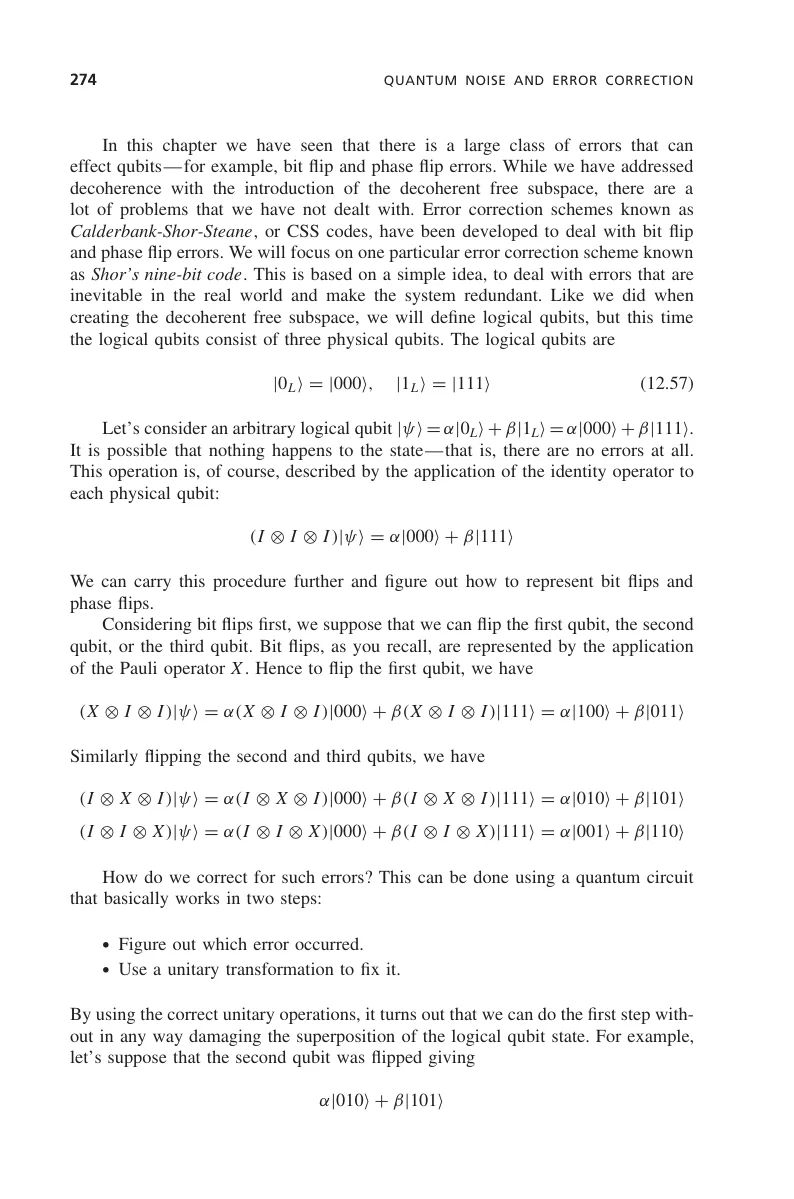 274 QUANTUM NOISE AND ERROR CORRECTION
In this chapter we have seen that there is a large class of errors that can
effect qubits—for example, bit flip and phase flip errors. While we have addressed
decoherence with the introduction of the decoherent free subspace, there are a
lot of problems that we have not dealt with. Error correction schemes known as
Calderbank-Shor-Steane, or CSS codes, have been developed to deal with bit flip
and phase flip errors. We will focus on one particular error correction scheme known
as Shor's nine-bit code. This is based on a simple idea, to deal with errors that are
inevitable in the real world and make the system redundant. Like we did when
creating the decoherent free subspace, we will define logical qubits, but this time
the logical qubits consist of three physical qubits. The logical qubits are
|0_L⟩ = |000⟩, |1_L⟩ = |111⟩ (12.57)
Let's consider an arbitrary logical qubit |ψ⟩ = α|0_L⟩ + β|1_L⟩ = α|000⟩ + β|111⟩.
It is possible that nothing happens to the state—that is, there are no errors at all.
This operation is, of course, described by the application of the identity operator to
each physical qubit:
(I ⊗ I ⊗ I)|ψ⟩ = α|000⟩ + β|111⟩
We can carry this procedure further and figure out how to represent bit flips and
phase flips.
Considering bit flips first, we suppose that we can flip the first qubit, the second
qubit, or the third qubit. Bit flips, as you recall, are represented by the application
of the Pauli operator X. Hence to flip the first qubit, we have
(X ⊗ I ⊗ I)|ψ⟩ = α(X ⊗ I ⊗ I)|000⟩ + β(X ⊗ I ⊗ I)|111⟩ = α|100⟩ + β|011⟩
Similarly flipping the second and third qubits, we have
(I ⊗ X ⊗ I)|ψ⟩ = α(I ⊗ X ⊗ I)|000⟩ + β(I ⊗ X ⊗ I)|111⟩ = α|010⟩ + β|101⟩
(I ⊗ I ⊗ X)|ψ⟩ = α(I ⊗ I ⊗ X)|000⟩ + β(I ⊗ I ⊗ X)|111⟩ = α|001⟩ + β|110⟩
How do we correct for such errors? This can be done using a quantum circuit
that basically works in two steps:
• Figure out which error occurred.
• Use a unitary transformation to fix it.
By using the correct unitary operations, it turns out that we can do the first step with-
out in any way damaging the superposition of the logical qubit state. For example,
let's suppose that the second qubit was flipped giving
α|010⟩ + β|101⟩